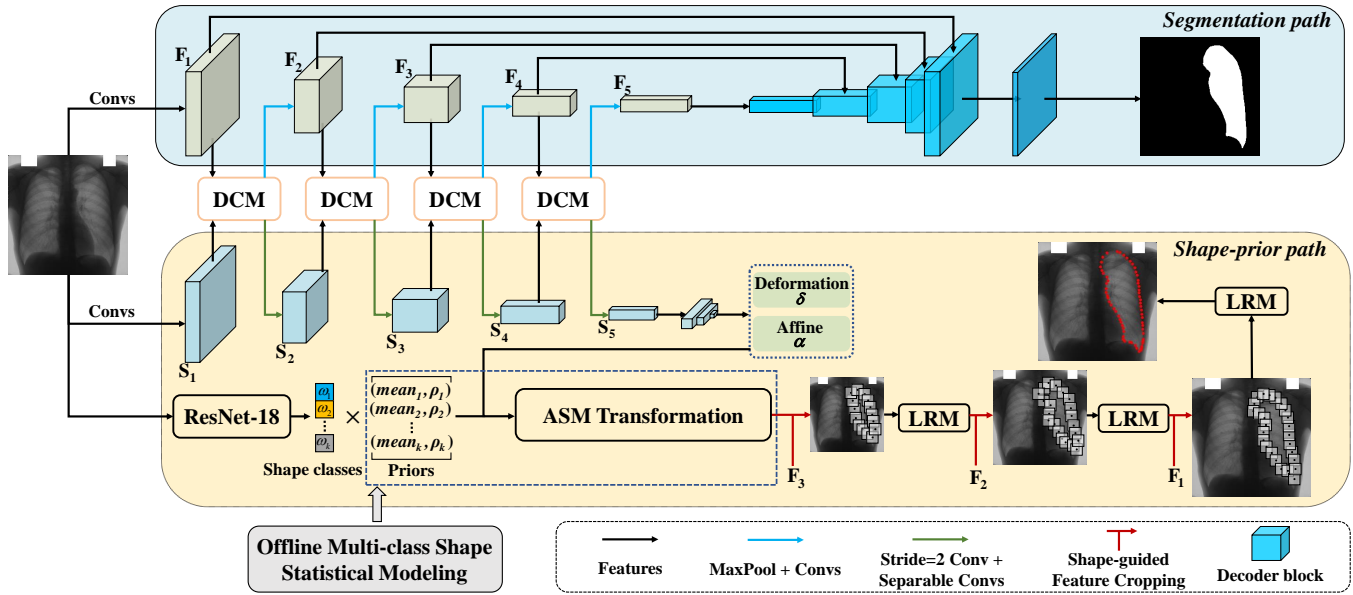 Segmentation path
F1
F2
F3
F4
F5
Convs
DCM
DCM
DCM
DCM
Shape-prior path
Convs
S1
S2
S3
S4
S5
Deformation
δ
Affine
α
LRM
ResNet-18
ω1
ω2
⋮
ωk
Shape classes
×
(mean1, ρ1)
(mean2, ρ2)
⋮
(meank, ρk)
Priors
ASM Transformation
F3
LRM
F2
LRM
F1
Offline Multi-class Shape
Statistical Modeling
Features
MaxPool + Convs
Stride=2 Conv +
Separable Convs
Shape-guided
Feature Cropping
Decoder block